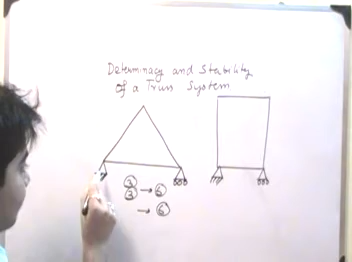 Determinacy and Stability
of a Truss System
3
3 → 6
→ 6